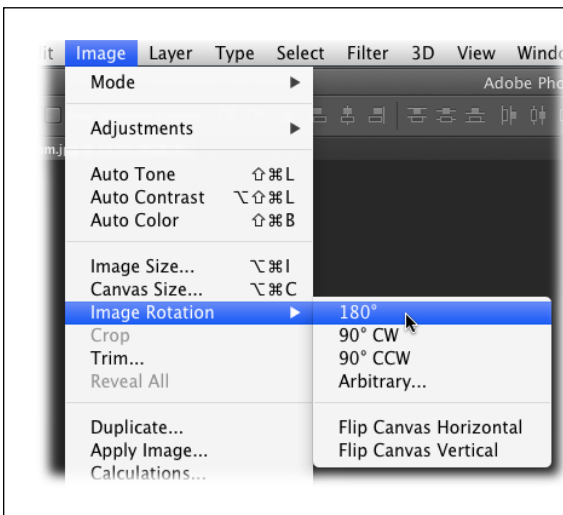 Image Layer Type Select Filter 3D View
Adobe
Mode
Adjustments
Auto Tone ⇧⌘L
Auto Contrast ⌥⇧⌘L
Auto Color ⇧⌘B
Image Size... ⌥⌘I
Canvas Size... ⌥⌘C
Image Rotation
180°
Crop
90° CW
Trim...
90° CCW
Reveal All
Arbitrary...
Duplicate...
Flip Canvas Horizontal
Apply Image...
Flip Canvas Vertical
Calculations...